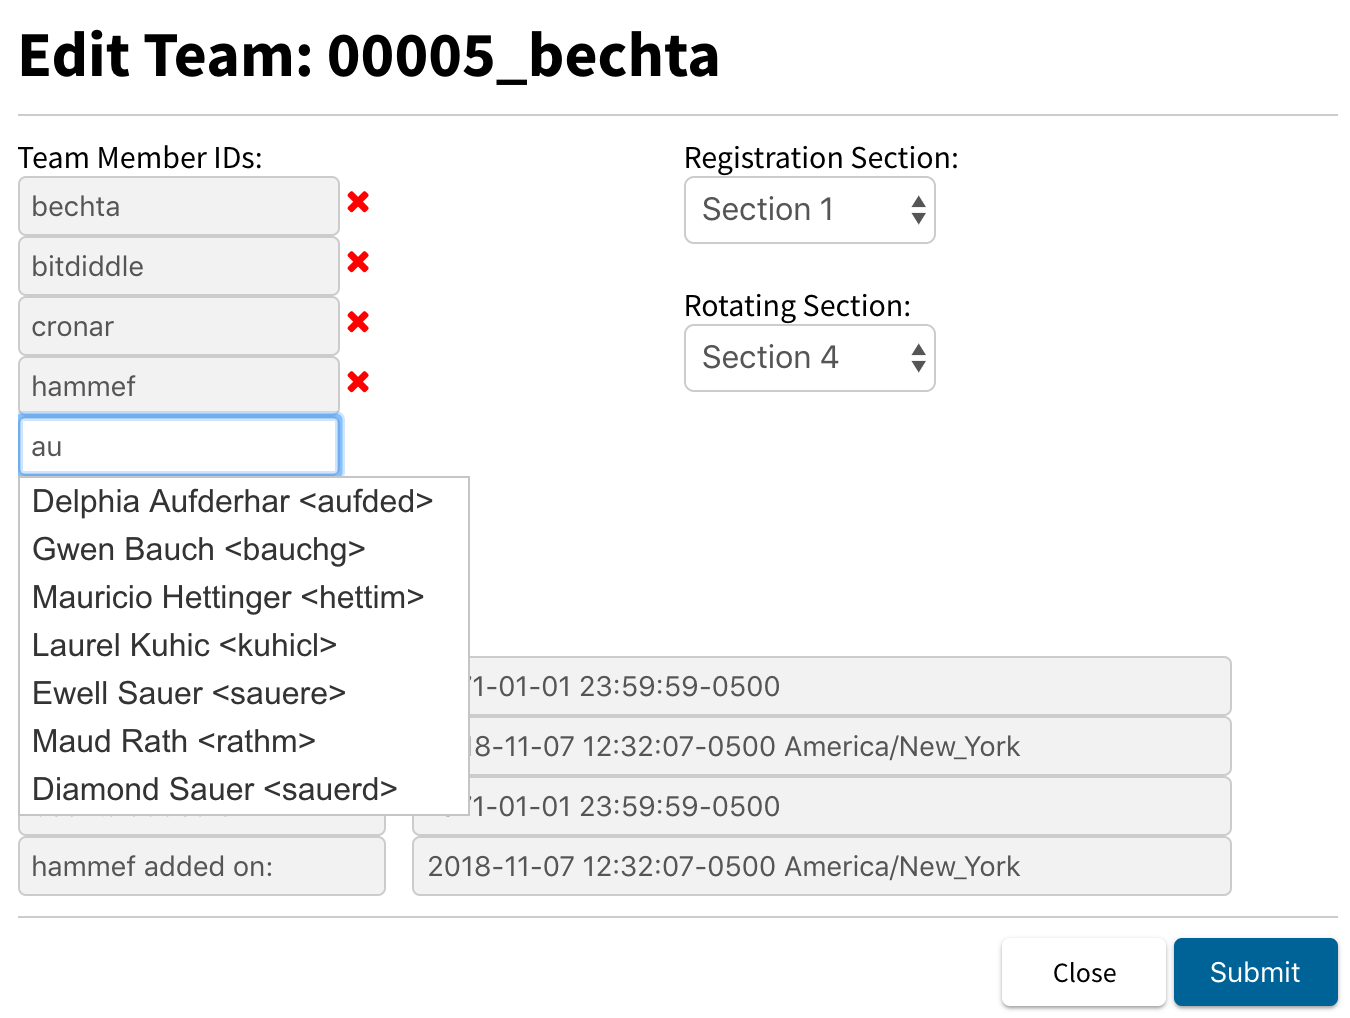 Edit Team: 00005_bechta
Team Member IDs:
bechta
bitdiddle
cronar
hammef
au
Delphia Aufderhar <aufded>
Gwen Bauch <bauchg>
Mauricio Hettinger <hettim>
Laurel Kuhic <kuhicl>
Ewell Sauer <sauere>
Maud Rath <rathm>
Diamond Sauer <sauerd>
Registration Section:
Section 1
Rotating Section:
Section 4
1-01-01 23:59:59-0500
8-11-07 12:32:07-0500 America/New_York
1-01-01 23:59:59-0500
hammef added on:
2018-11-07 12:32:07-0500 America/New_York
Close
Submit